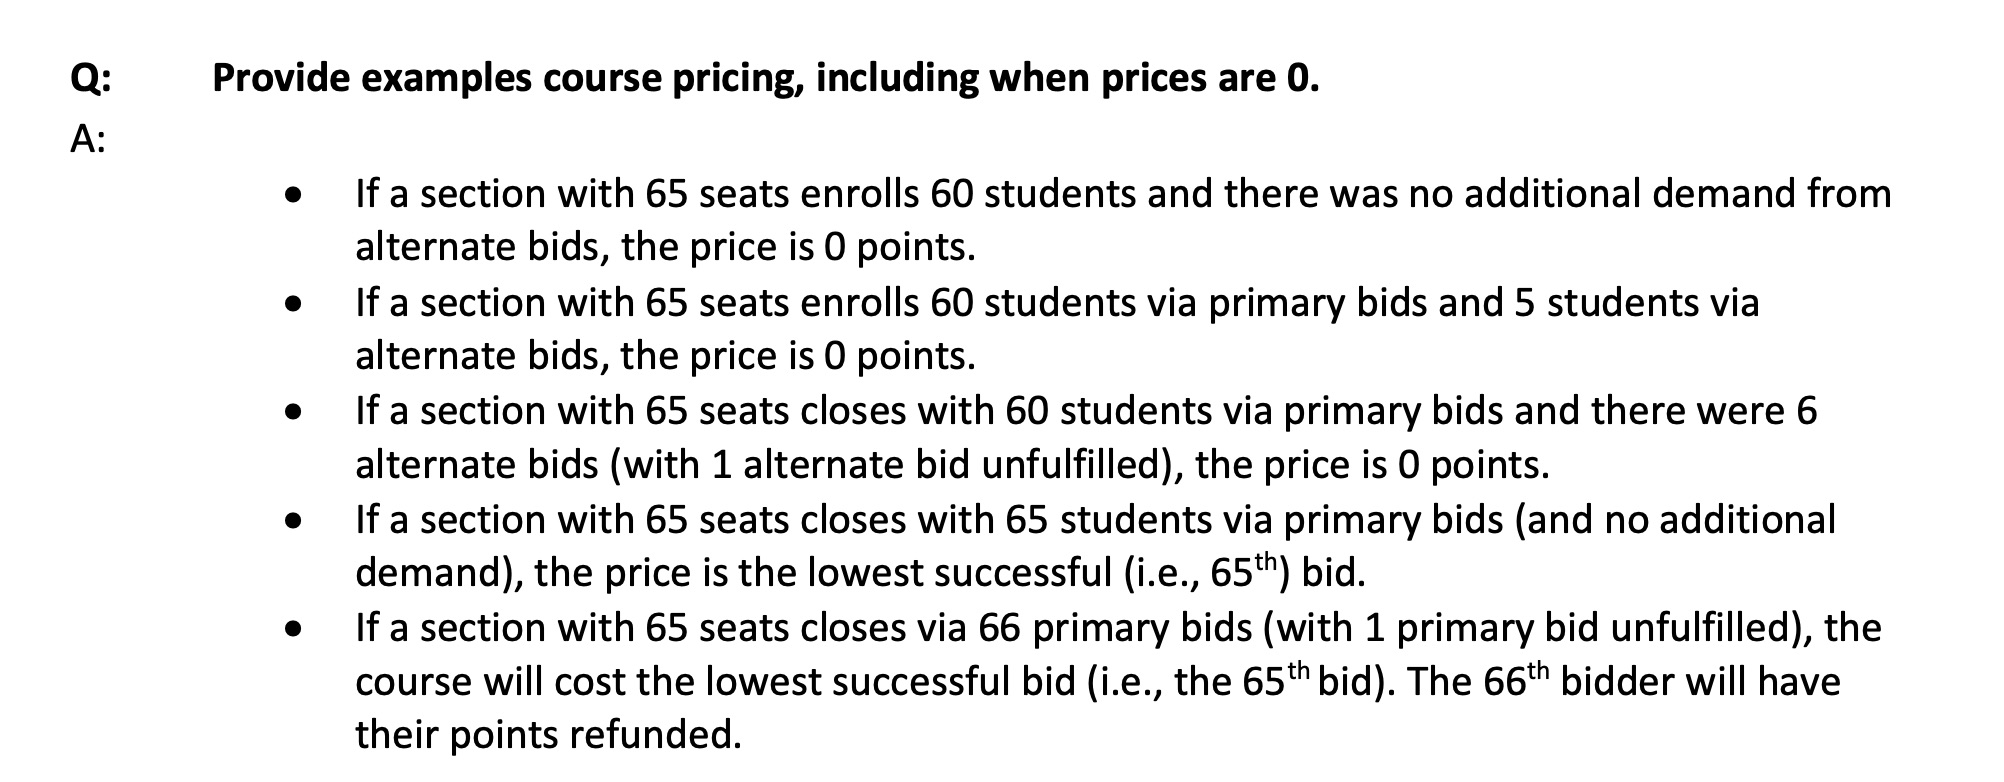 Q: Provide examples course pricing, including when prices are 0.
A:
• If a section with 65 seats enrolls 60 students and there was no additional demand from
alternate bids, the price is 0 points.
• If a section with 65 seats enrolls 60 students via primary bids and 5 students via
alternate bids, the price is 0 points.
• If a section with 65 seats closes with 60 students via primary bids and there were 6
alternate bids (with 1 alternate bid unfulfilled), the price is 0 points.
• If a section with 65 seats closes with 65 students via primary bids (and no additional
demand), the price is the lowest successful (i.e., 65th) bid.
• If a section with 65 seats closes via 66 primary bids (with 1 primary bid unfulfilled), the
course will cost the lowest successful bid (i.e., the 65th bid). The 66th bidder will have
their points refunded.